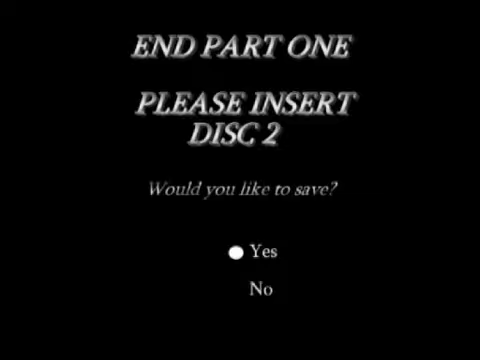 END PART ONE
PLEASE INSERT
DISC 2
Would you like to save?
Yes
No